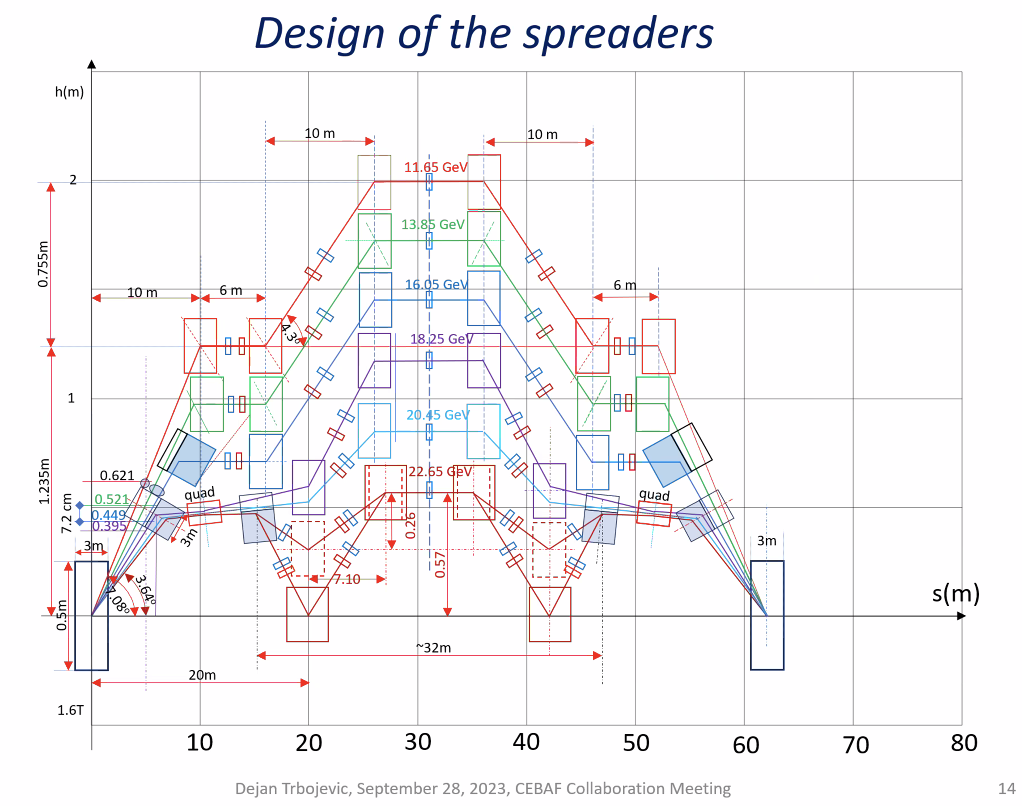 Design of the spreaders
h(m)
10 m
10 m
11.65 GeV
2
13.85 GeV
0.755m
16.05 GeV
10 m
6 m
6 m
4.3º
18.25 GeV
1
20.45 GeV
22.65 GeV
0.621
1.235m
quad
quad
0.521
7.2 cm
0.449
0.395
3m
0.26
3m
3m
0.57
7.10
3.64º
7.08º
s(m)
0.5m
~32m
20m
1.6T
10
20
30
40
50
60
70
80
Dejan Trbojevic, September 28, 2023, CEBAF Collaboration Meeting
14